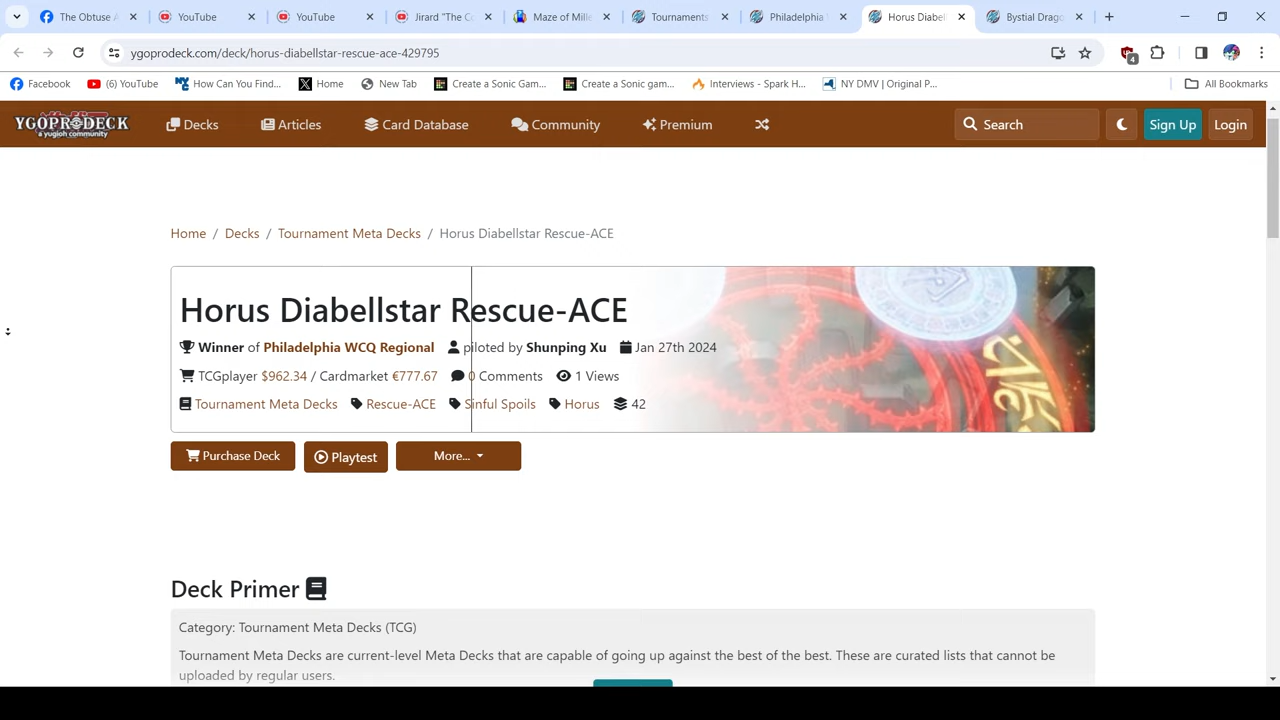 The Obtuse A
YouTube
YouTube
Jirard "The Co
Maze of Mille
Tournaments
Philadelphia W
Horus Diabell
Bystial Drago
ygoprodeck.com/deck/horus-diabellstar-rescue-ace-429795
4
Facebook
(6) YouTube
How Can You Find...
Home
New Tab
Create a Sonic Gam...
Create a Sonic gam...
Interviews - Spark H...
NY DMV | Original P...
All Bookmarks
YGOPRODECK
a yugioh community
Decks
Articles
Card Database
Community
Premium
Search
Sign Up
Login
Home / Decks / Tournament Meta Decks / Horus Diabellstar Rescue-ACE
Horus Diabellstar Rescue-ACE
Winner of Philadelphia WCQ Regional piloted by Shunping Xu Jan 27th 2024
TCGplayer $962.34 / Cardmarket €777.67 0 Comments 1 Views
Tournament Meta Decks Rescue-ACE Sinful Spoils Horus 42
Purchase Deck
Playtest
More...
Deck Primer
Category: Tournament Meta Decks (TCG)
Tournament Meta Decks are current-level Meta Decks that are capable of going up against the best of the best. These are curated lists that cannot be
uploaded by regular users.